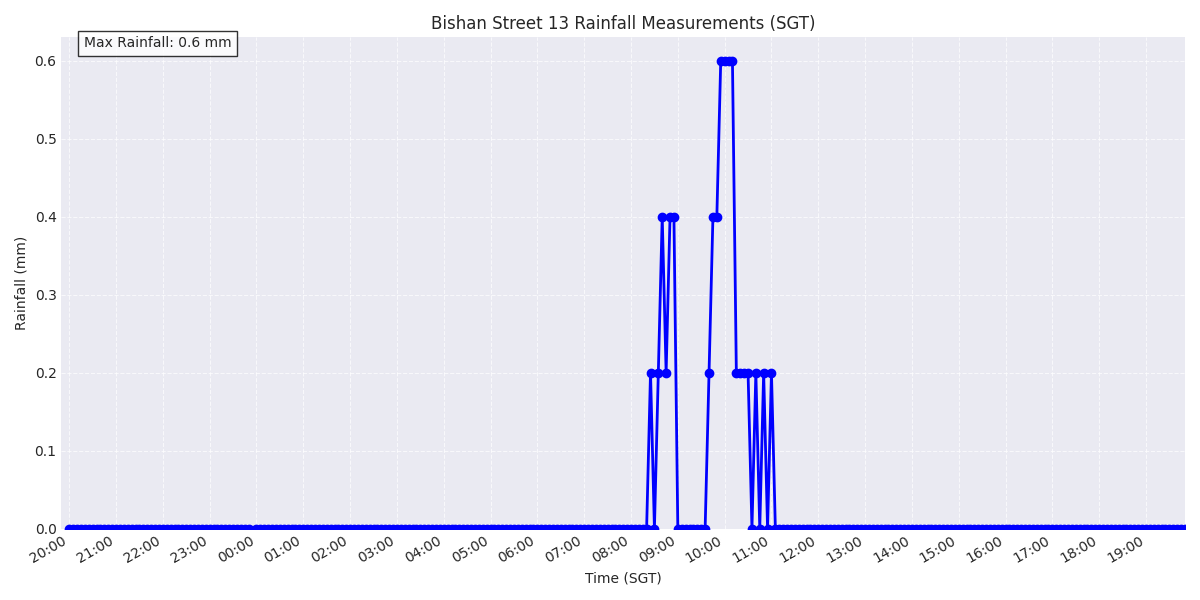 Bishan Street 13 Rainfall Measurements (SGT)
Max Rainfall: 0.6 mm
0.6
0.5
0.4
0.3
0.2
0.1
0.0
Rainfall (mm)
20:00 21:00 22:00 23:00 00:00 01:00 02:00 03:00 04:00 05:00 06:00 07:00 08:00 09:00 10:00 11:00 12:00 13:00 14:00 15:00 16:00 17:00 18:00 19:00
Time (SGT)